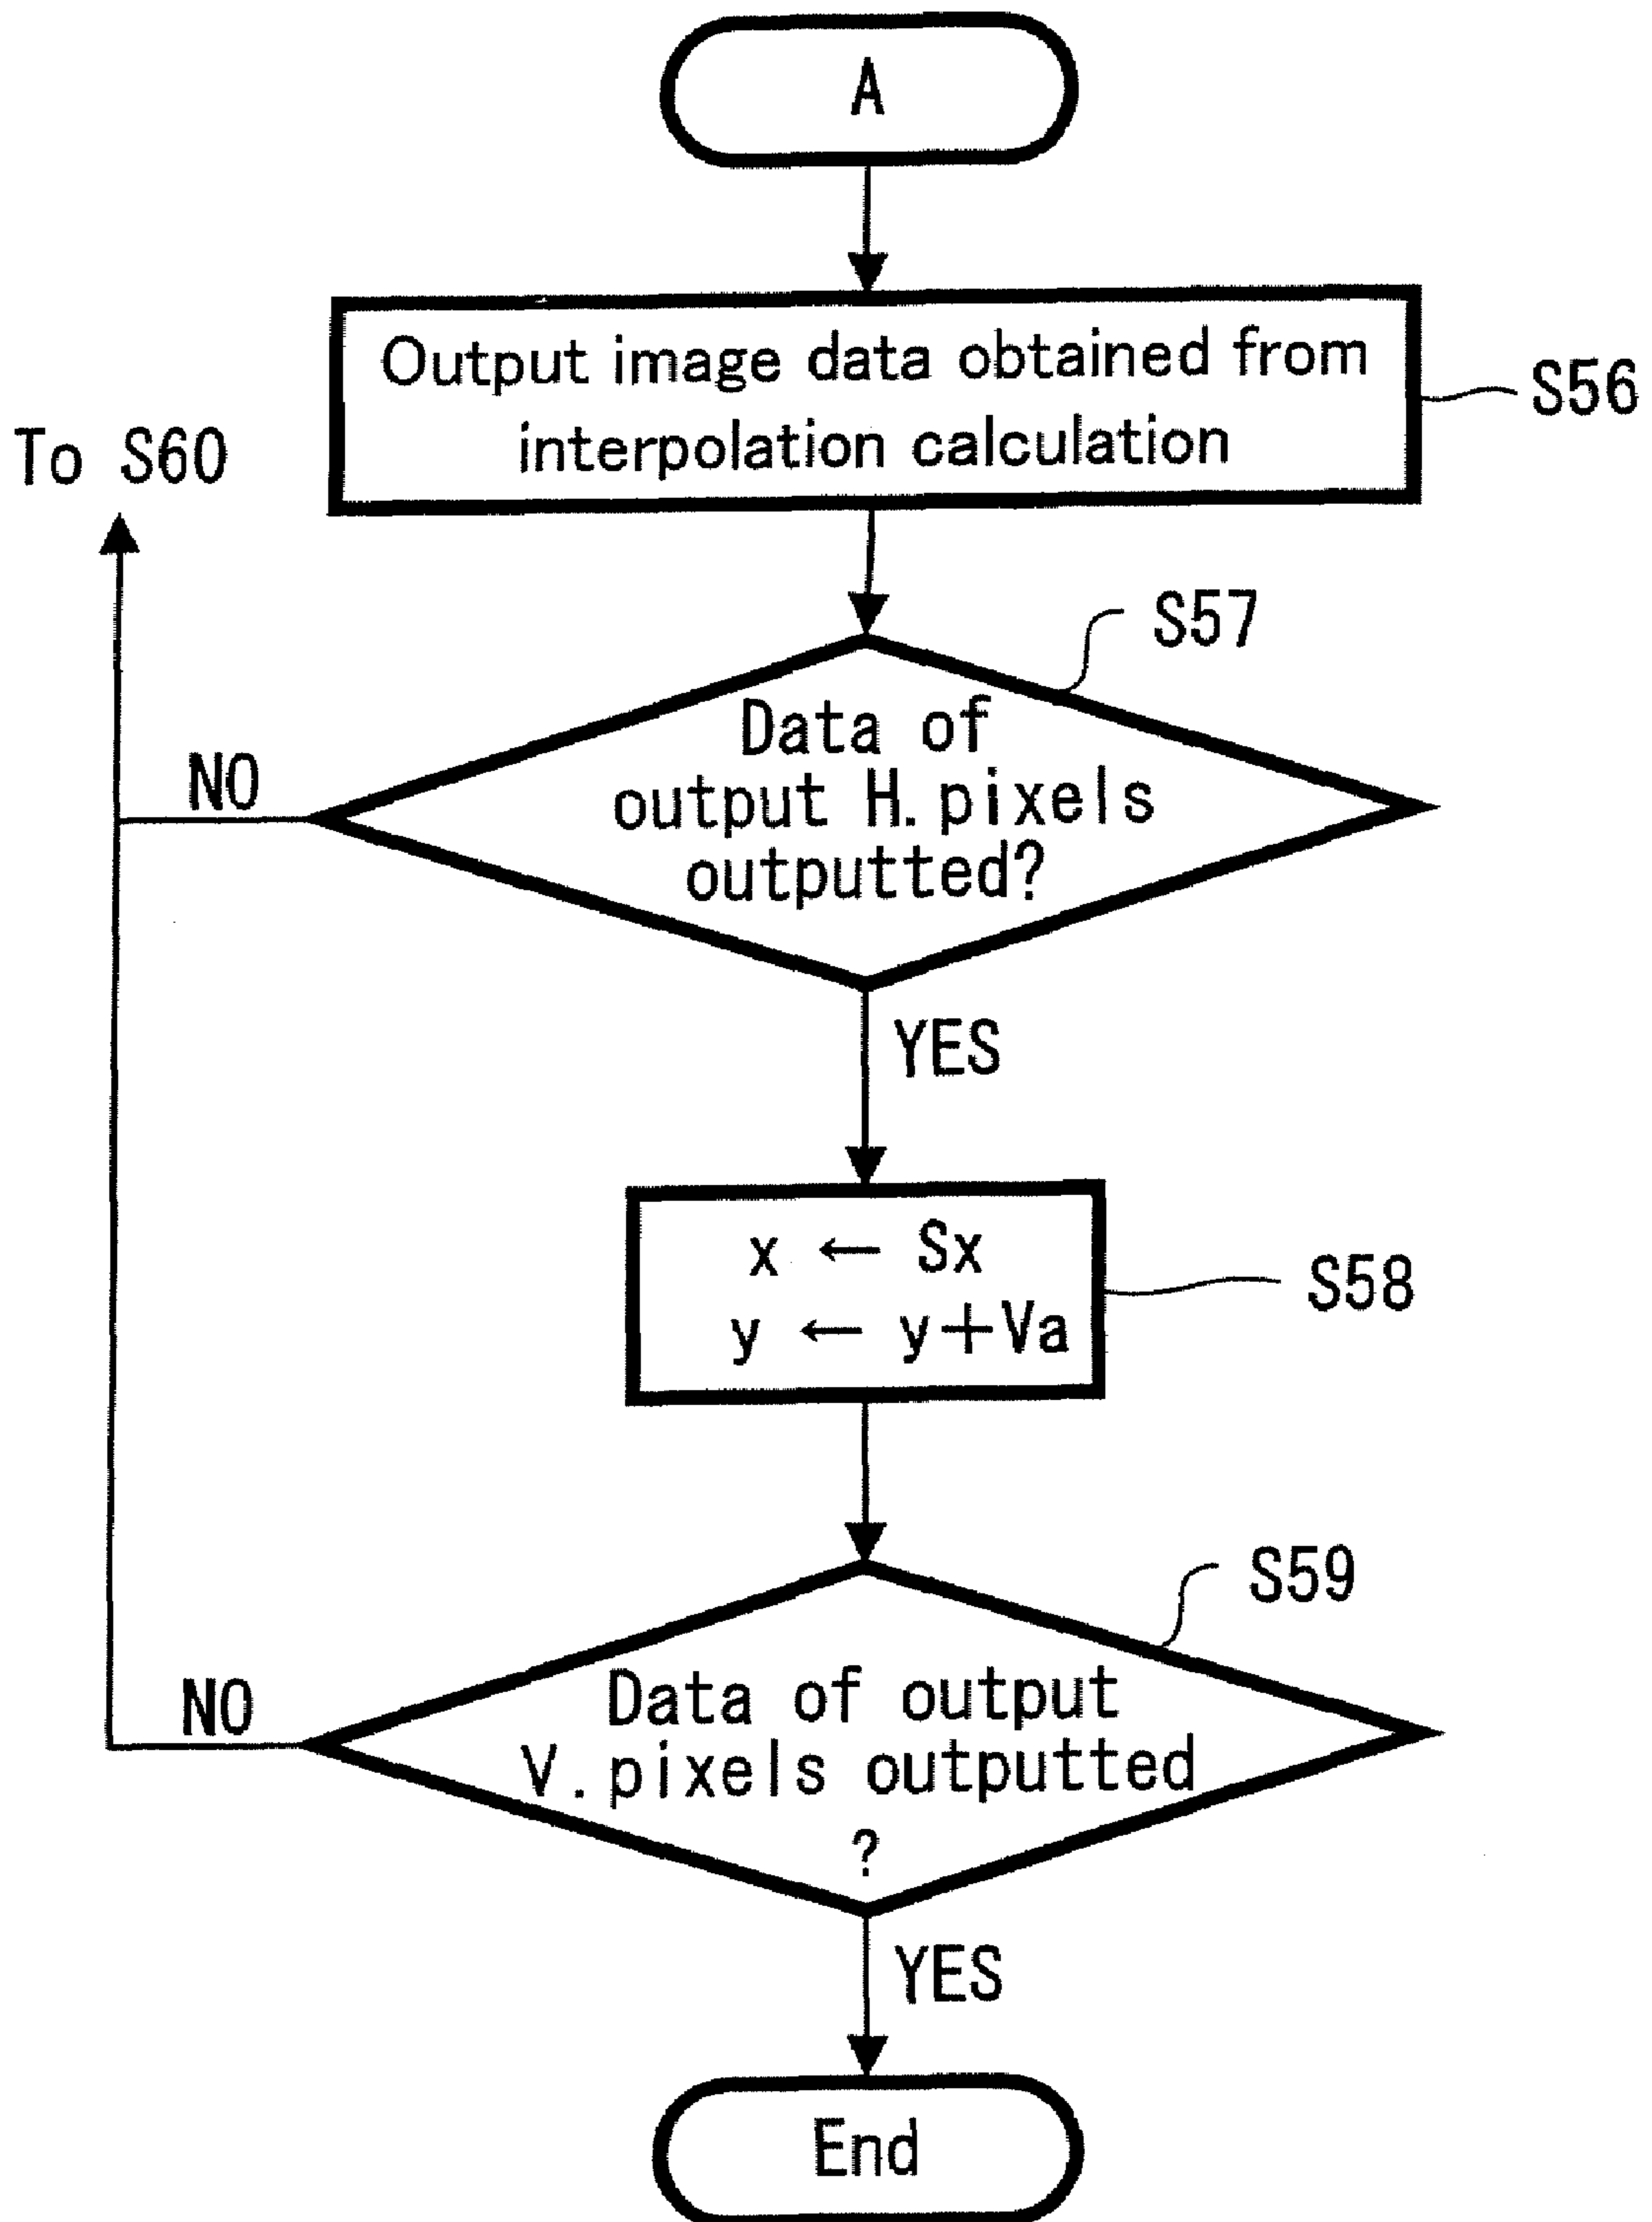 A
Output image data obtained from
interpolation calculation
S56
To S60
S57
Data of
output H.pixels
outputted?
NO
YES
x ← Sx
y ← y+Va
S58
S59
Data of output
V.pixels outputted
?
NO
YES
End